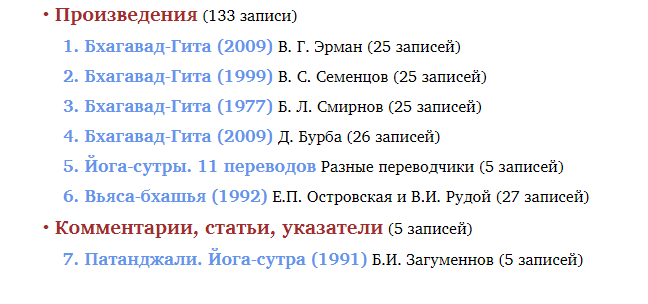 • Произведения (133 записи)
1. Бхагавад-Гита (2009) В. Г. Эрман (25 записей)
2. Бхагавад-Гита (1999) В. С. Семенцов (25 записей)
3. Бхагавад-Гита (1977) Б. Л. Смирнов (25 записей)
4. Бхагавад-Гита (2009) Д. Бурба (26 записей)
5. Йога-сутры. 11 переводов Разные переводчики (5 записей)
6. Вьяса-бхашья (1992) Е.П. Островская и В.И. Рудой (27 записей)
• Комментарии, статьи, указатели (5 записей)
7. Патанджали. Йога-сутра (1991) Б.И. Загуменнов (5 записей)